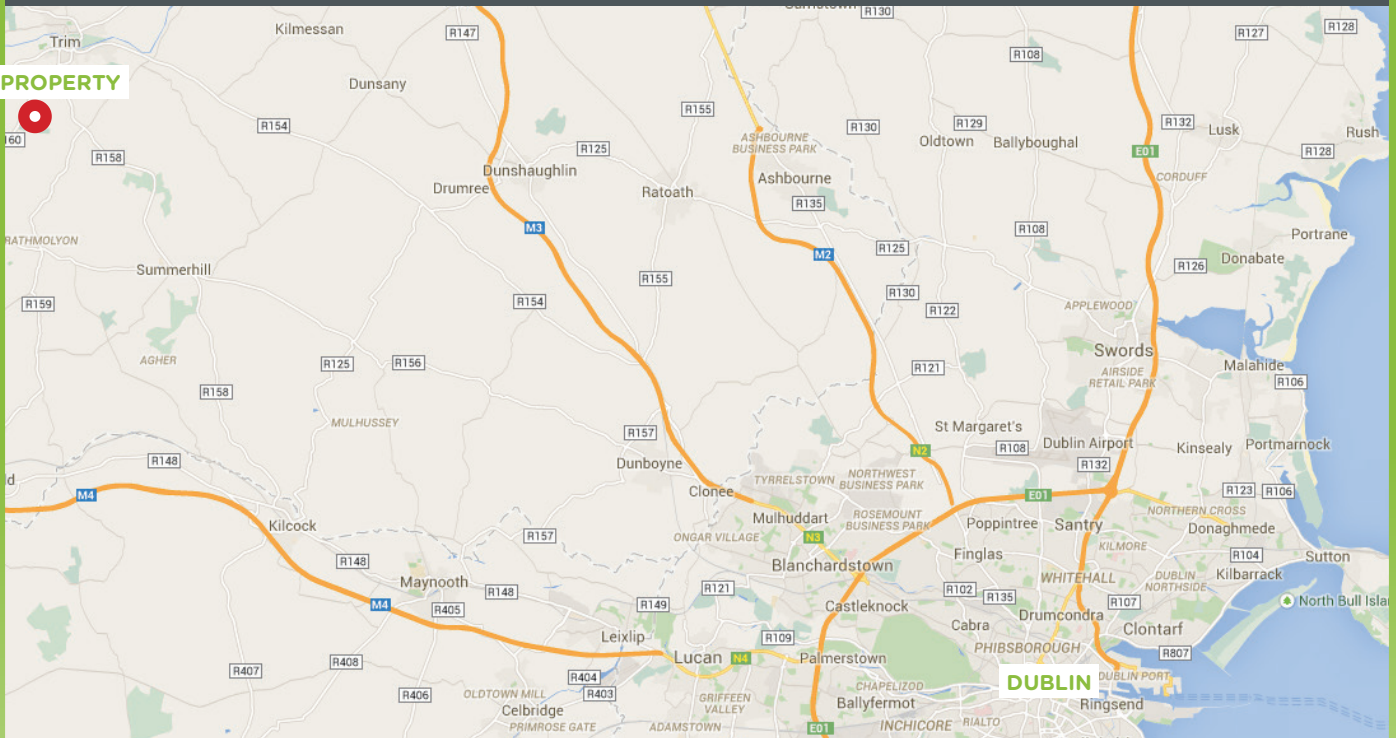 R130
Kilmessan
R147
R127
R128
Trim
R108
PROPERTY
Dunsany
R155
R154
R130
R129
R132
Lusk
Rush
ASHBOURNE
BUSINESS PARK
Oldtown
Ballyboughal
R158
R125
E01
R128
Dunshaughlin
Drumree
Ratoath
Ashbourne
CORDUFF
R135
M3
R108
Portrane
RATHMOLYON
M2
R125
Donabate
Summerhill
R155
R126
R159
R154
R130
R122
APPLEWOOD
Swords
AGHER
R125
R156
R121
AIRSIDE
RETAIL PARK
Malahide
R158
R106
MULHUSSEY
St Margaret's
R157
Dublin Airport
R148
N2
R108
Kinsealy
Portmarnock
Dunboyne
R132
M4
TYRRELSTOWN
NORTHWEST
BUSINESS PARK
Clonee
E01
R123
R106
Kilcock
Mulhuddart
ROSEMOUNT
BUSINESS PARK
Poppintree
Santry
NORTHERN CROSS
Donaghmede
R157
ONGAR VILLAGE
N3
KILMORE
R148
Blanchardstown
Finglas
R104
Sutton
Maynooth
WHITEHALL
DUBLIN
NORTHSIDE
Kilbarrack
M4
R405
R148
R149
R121
Castleknock
R102
R135
R107
Drumcondra
Cabra
Clontarf
Leixlip
R109
PHIBSBOROUGH
R807
R407
R408
Lucan
N4
Palmerstown
R404
DUBLIN
DUBLIN PORT
R406
OLDTOWN MILL
R403
GRIFFEEN
VALLEY
CHAPELIZOD
Ballyfermot
Ringsend
Celbridge
PRIMROSE GATE
ADAMSTOWN
E01
INCHICORE
RIALTO